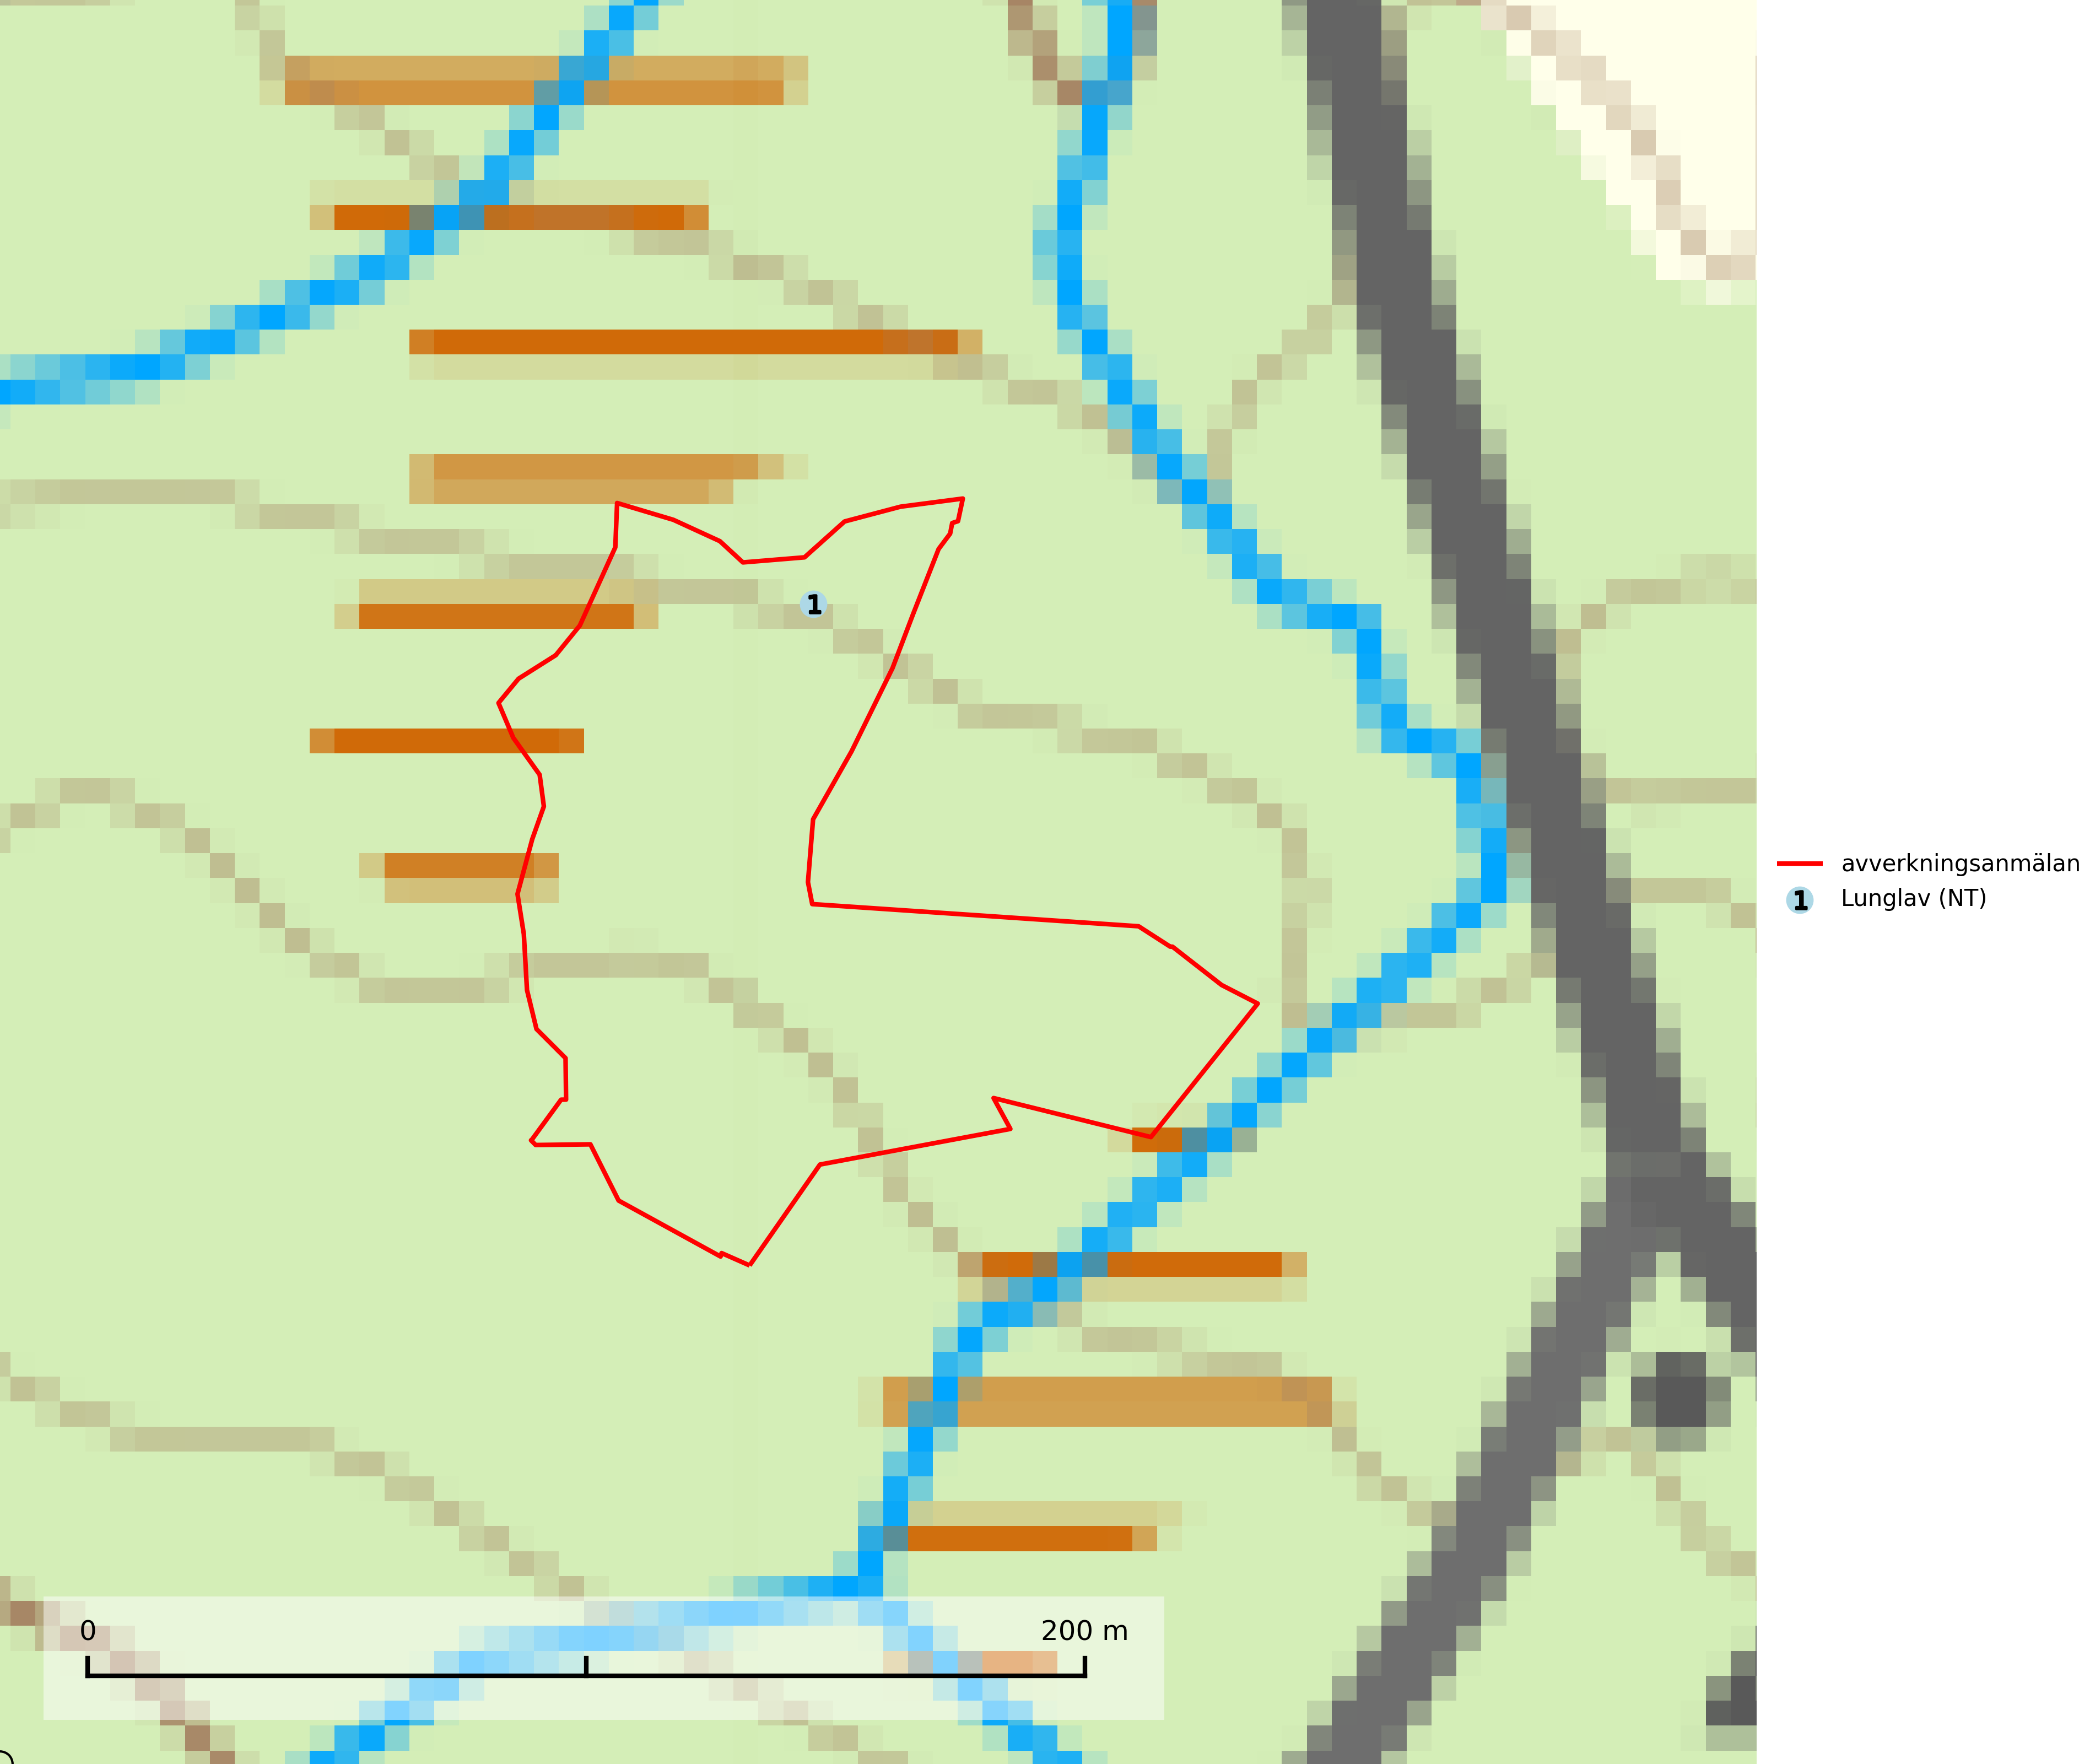 1
avverkningsanmälan
1 Lunglav (NT)
0 200 m